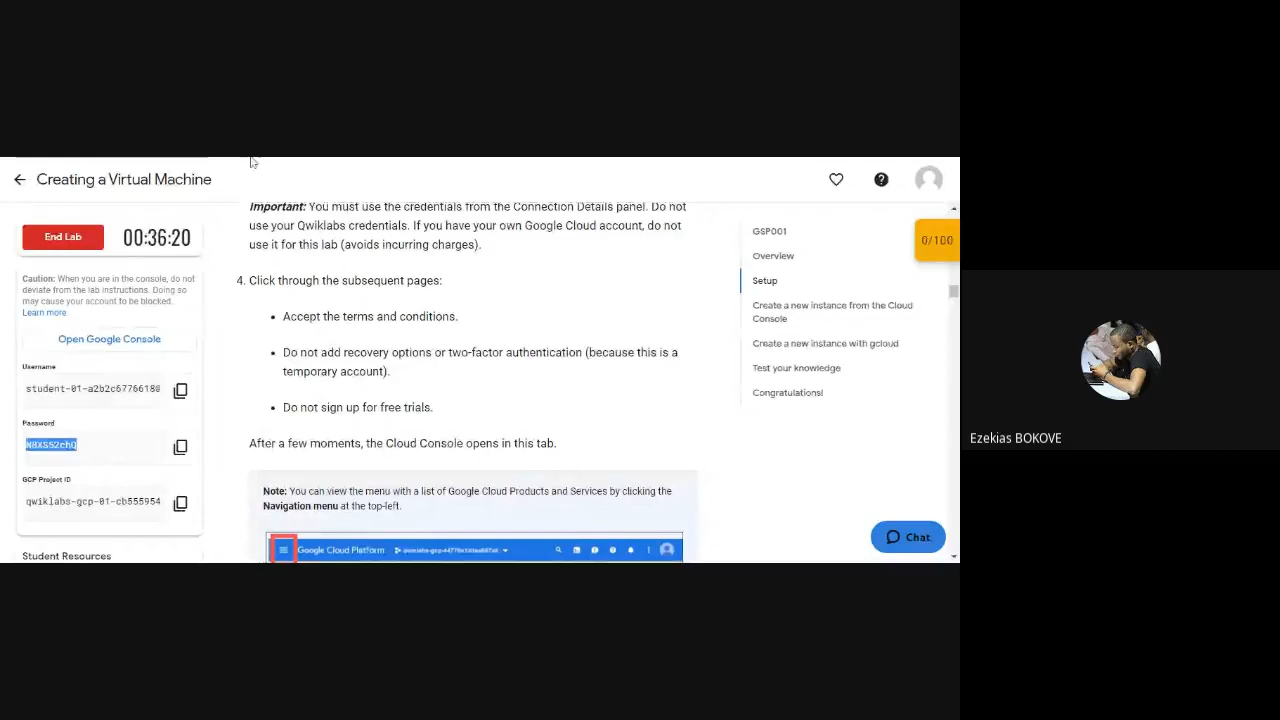 Creating a Virtual Machine
End Lab
00:36:20
Caution: When you are in the console, do not
deviate from the lab instructions. Doing so
may cause your account to be blocked.
Learn more.
Open Google Console
Username
student-01-a2b2c6776618@
Password
N8XS52chQ
GCP Project ID
qwiklabs-gcp-01-cb555954
Student Resources
Important: You must use the credentials from the Connection Details panel. Do not
use your Qwiklabs credentials. If you have your own Google Cloud account, do not
use it for this lab (avoids incurring charges).
4. Click through the subsequent pages:
• Accept the terms and conditions.
• Do not add recovery options or two-factor authentication (because this is a
temporary account).
• Do not sign up for free trials.
After a few moments, the Cloud Console opens in this tab.
Note: You can view the menu with a list of Google Cloud Products and Services by clicking the
Navigation menu at the top-left.
Google Cloud Platform
GSP001
Overview
Setup
Create a new instance from the Cloud
Console
Create a new instance with gcloud
Test your knowledge
Congratulations!
0/100
Chat
Ezekias BOKOVE